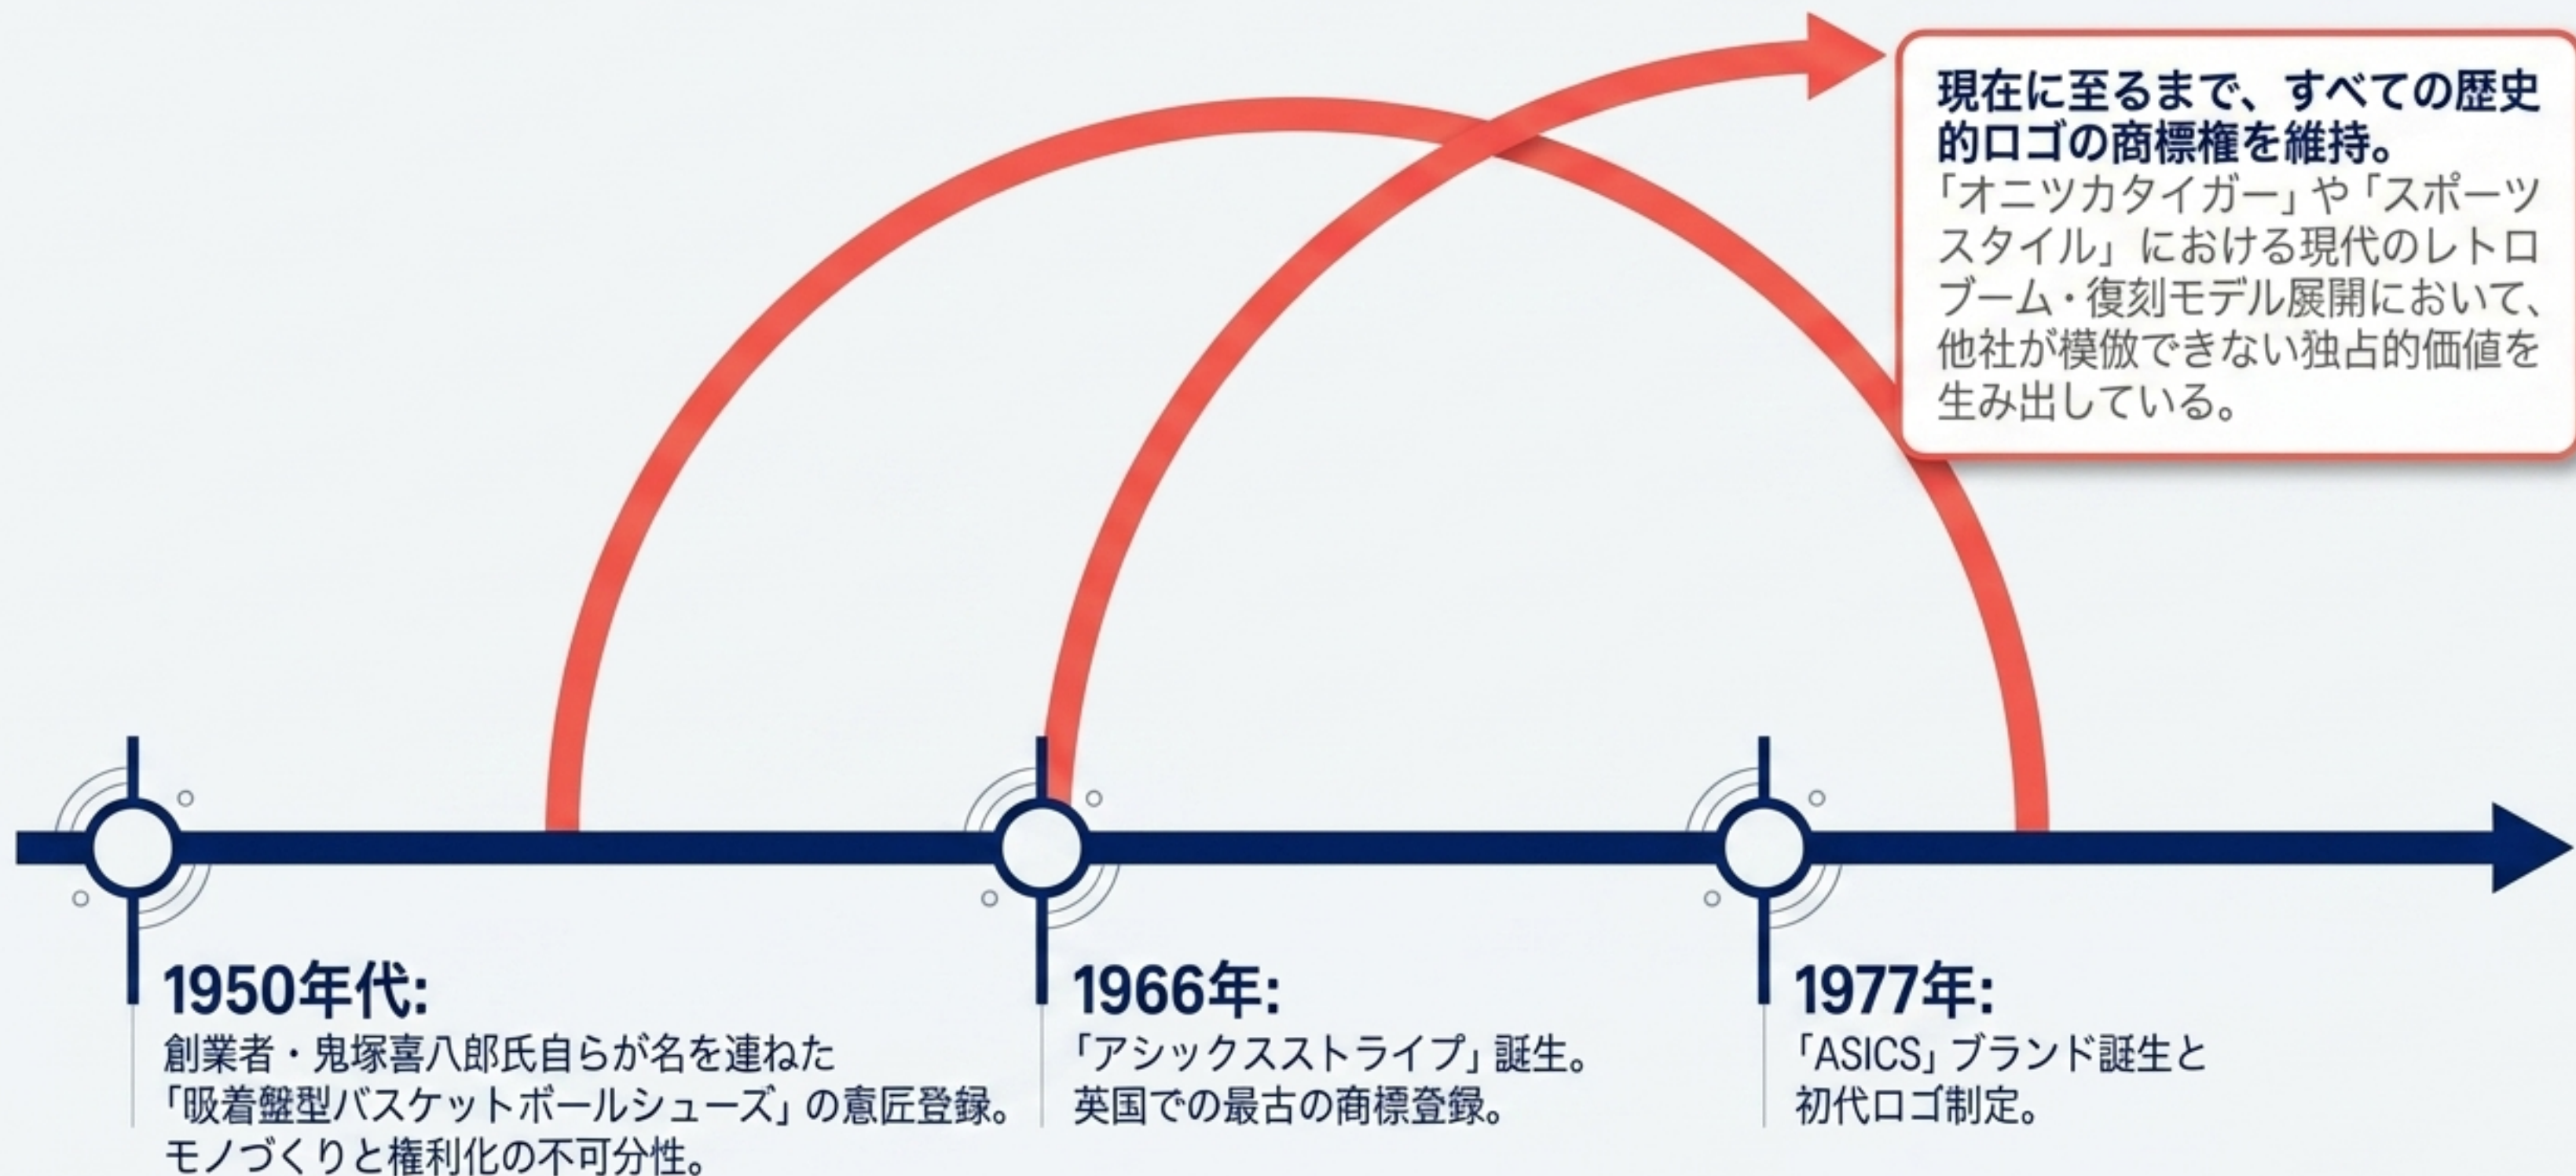 現在に至るまで、すべての歴史
的ロゴの商標権を維持。
「オニツカタイガー」や「スポーツ
スタイル」における現代のレトロ
ブーム・復刻モデル展開において、
他社が模倣できない独占的価値を
生み出している。
1950年代:
創業者・鬼塚喜八郎氏自らが名を連ねた
「吸着盤型バスケットボールシューズ」の意匠登録。
モノづくりと権利化の不可分性。
1966年:
「アシックスストライプ」誕生。
英国での最古の商標登録。
1977年:
「ASICS」ブランド誕生と
初代ロゴ制定。